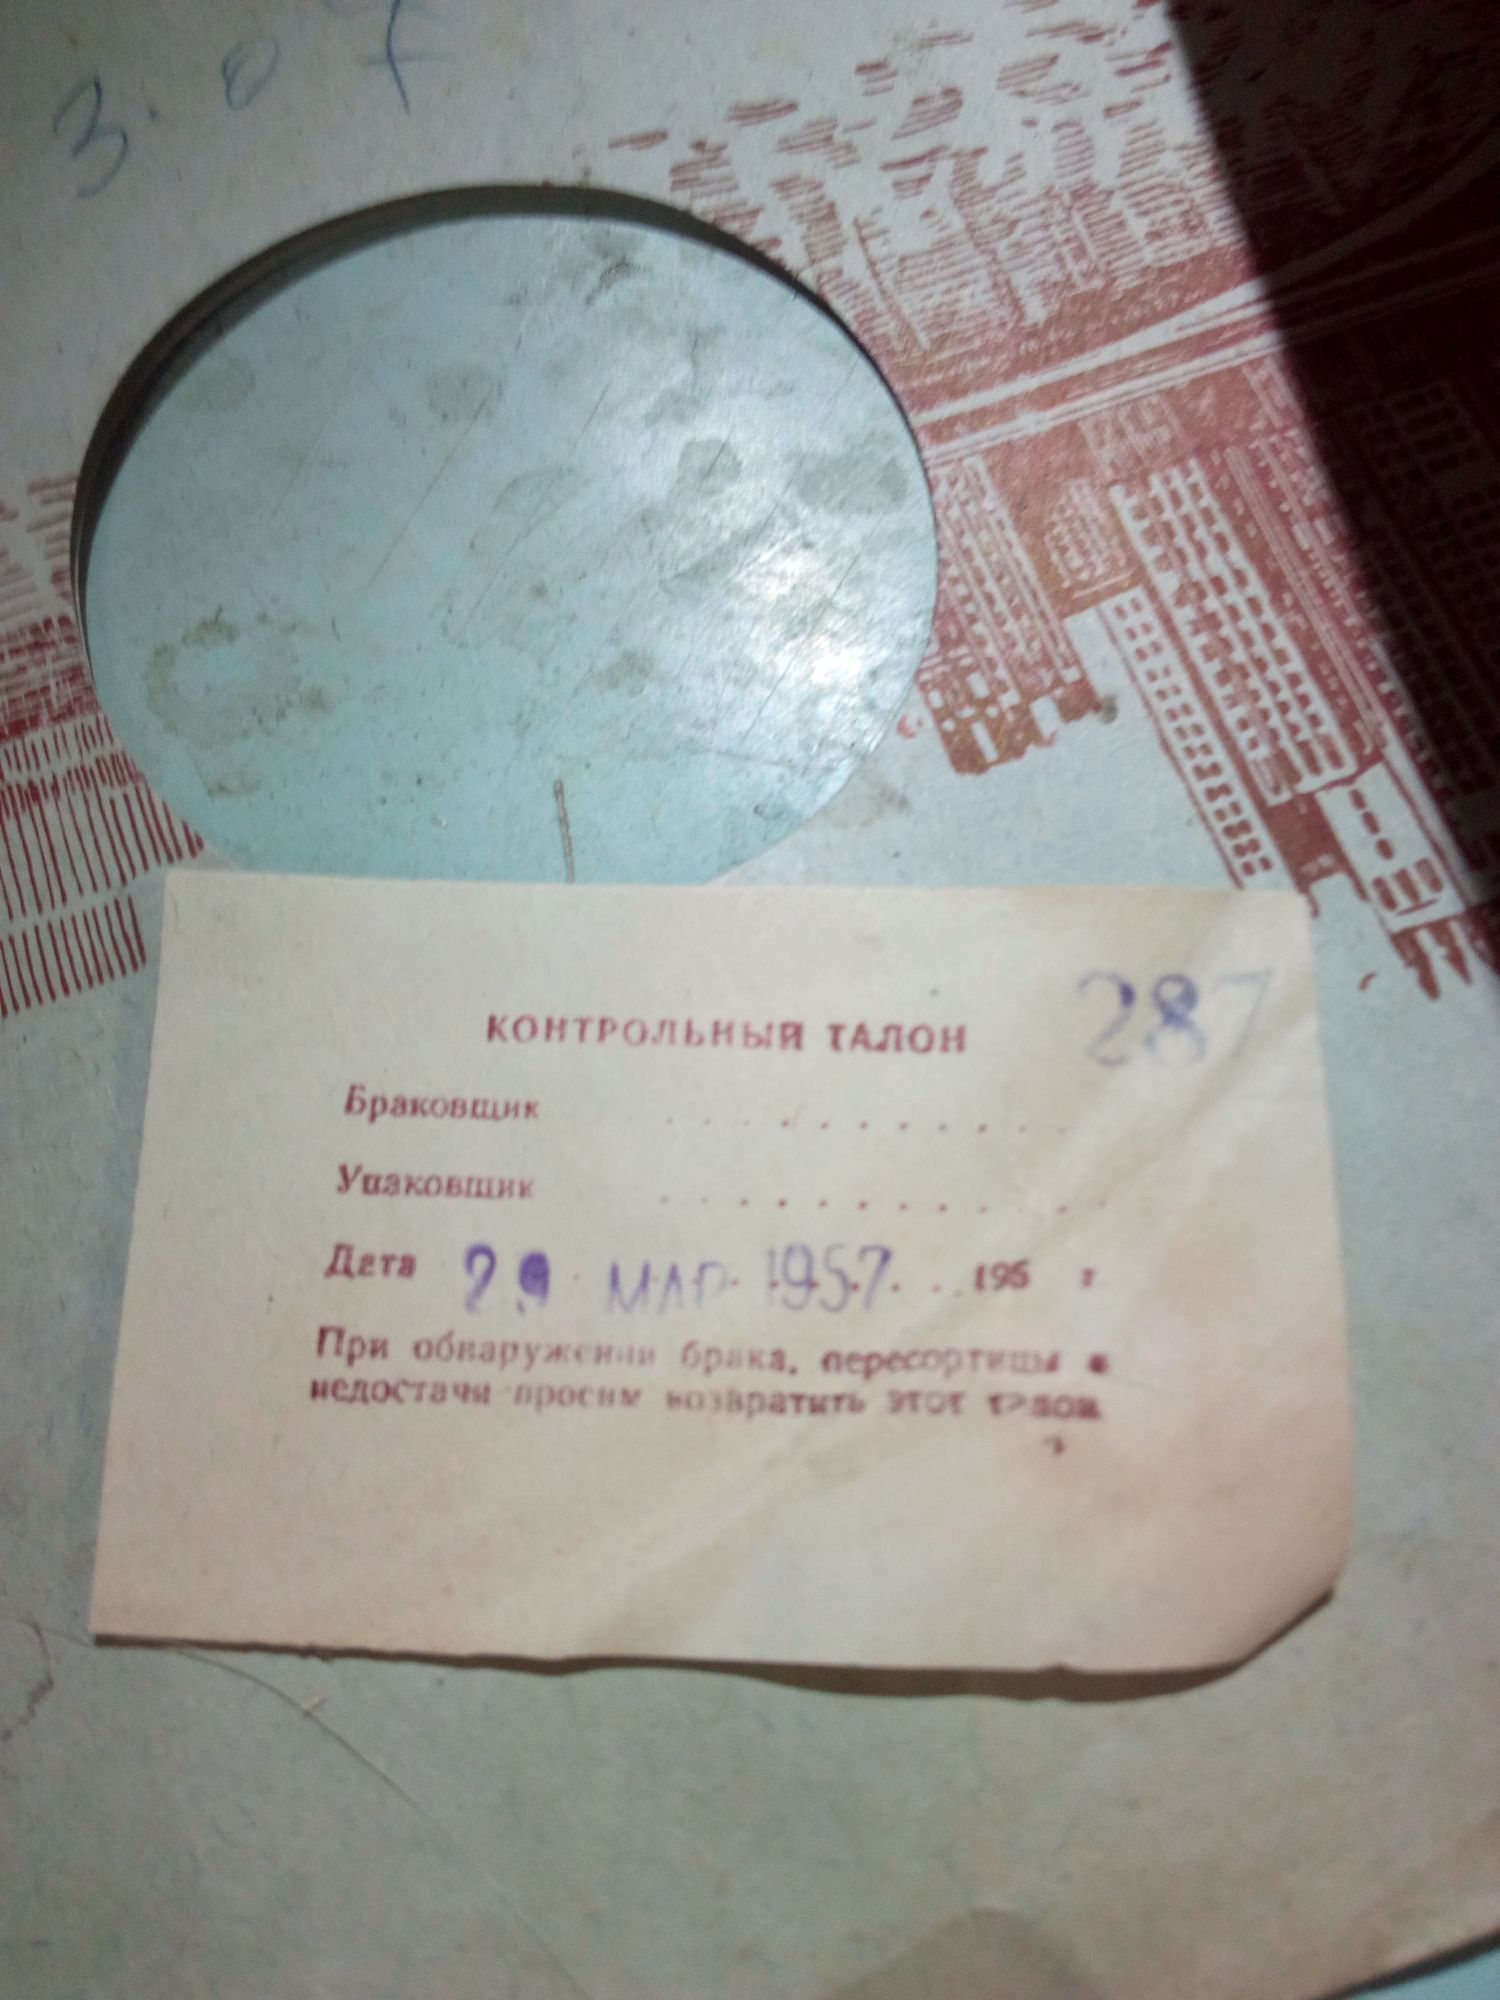 3.07
КОНТРОЛЬНЫЙ ТАЛОН 287
Браковщик . . . . . . . . . . .
Упаковщик . . . . . . . . . . . .
Дата 29 МАР 1957 . . . 195 г
При обнаружении брака, пересортицы и
недостачи просим возвратить этот талон